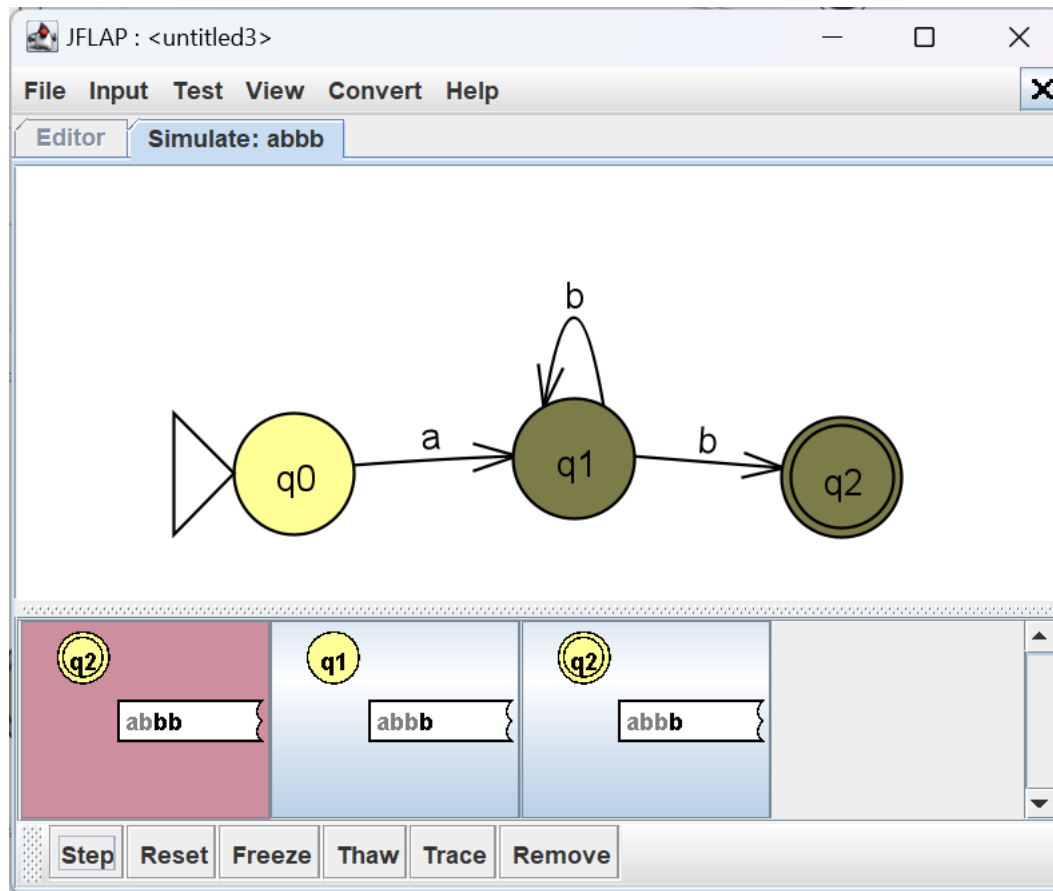 JFLAP : <untitled3>
File Input Test View Convert Help
Editor Simulate: abbb
b
a
b
q0
q1
q2
q2
q1
q2
abbb
abbb
abbb
Step Reset Freeze Thaw Trace Remove